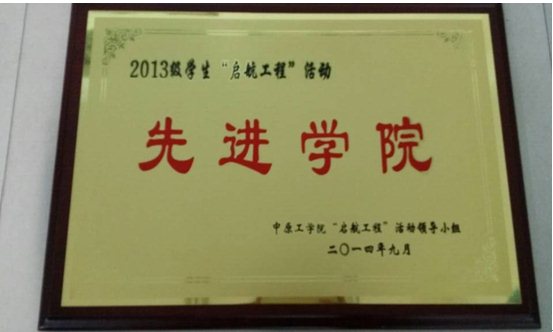 2013级学生“启航工程”活动
先进学院
中原工学院“启航工程”活动领导小组
二〇一四年九月